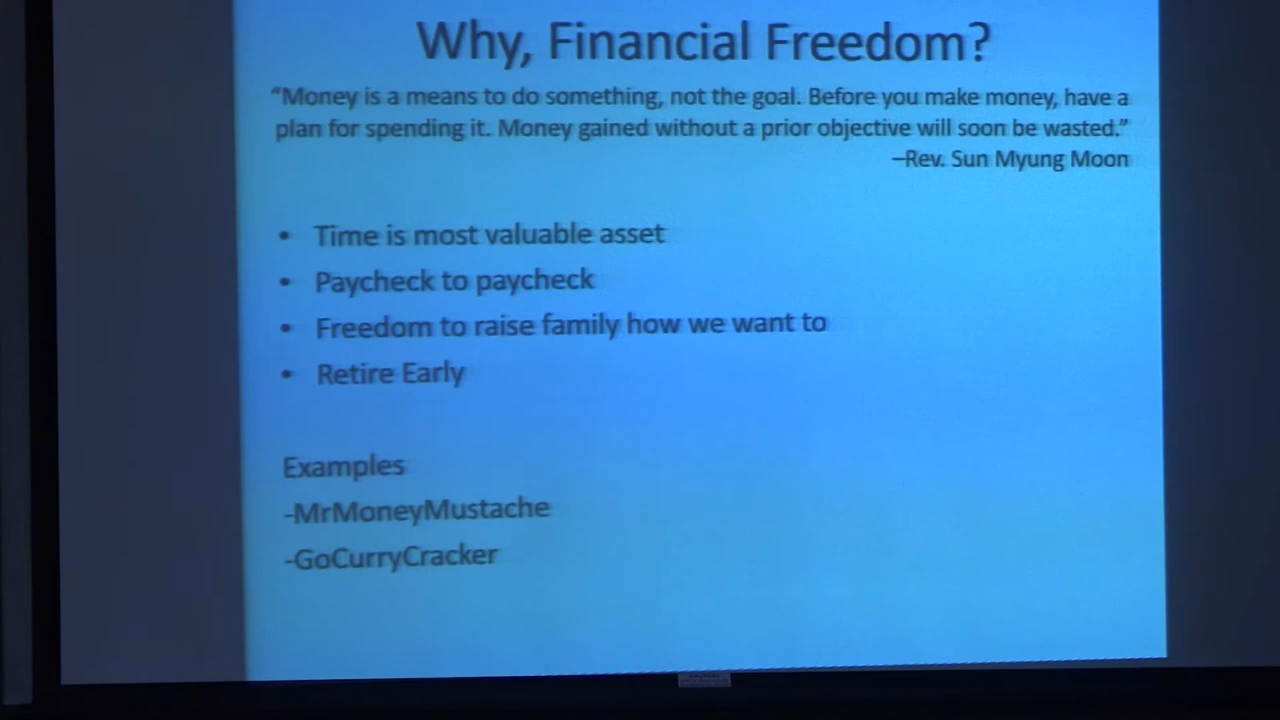 Why, Financial Freedom?
“Money is a means to do something, not the goal. Before you make money, have a
plan for spending it. Money gained without a prior objective will soon be wasted.”
–Rev. Sun Myung Moon
• Time is most valuable asset
• Paycheck to paycheck
• Freedom to raise family how we want to
• Retire Early
Examples
-MrMoneyMustache
-GoCurryCracker